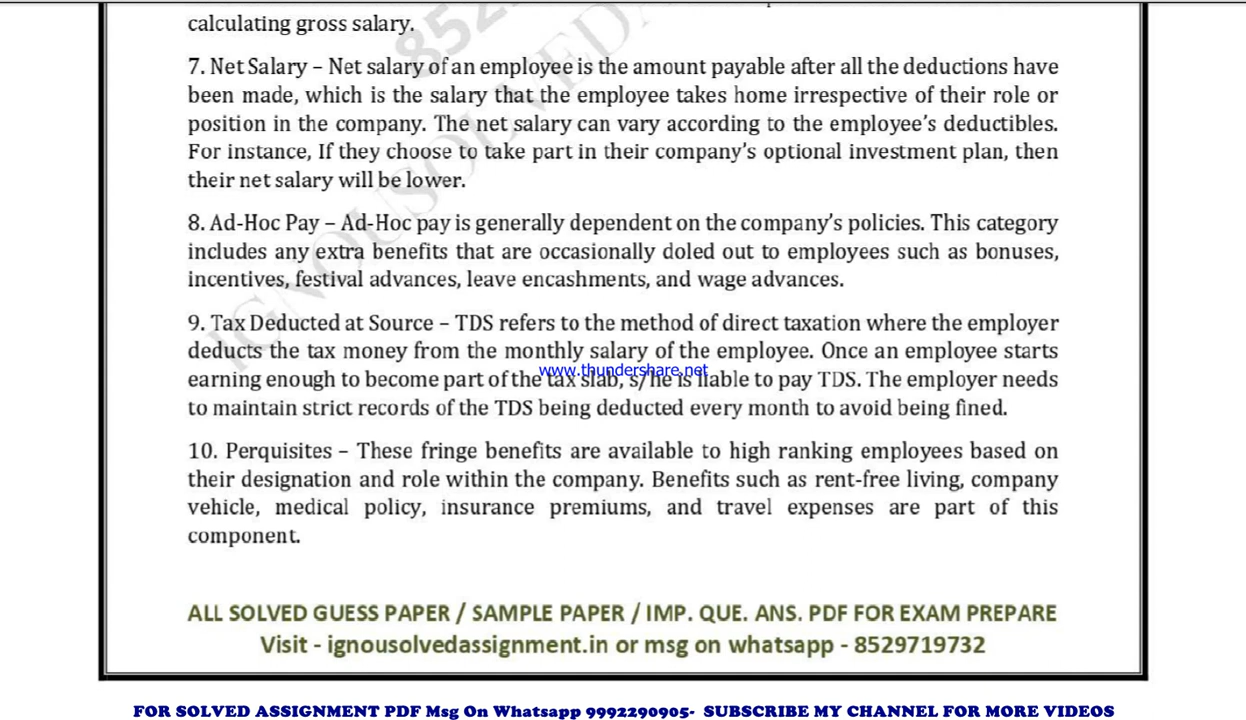 calculating gross salary.
7. Net Salary – Net salary of an employee is the amount payable after all the deductions have
been made, which is the salary that the employee takes home irrespective of their role or
position in the company. The net salary can vary according to the employee's deductibles.
For instance, If they choose to take part in their company's optional investment plan, then
their net salary will be lower.
8. Ad-Hoc Pay – Ad-Hoc pay is generally dependent on the company's policies. This category
includes any extra benefits that are occasionally doled out to employees such as bonuses,
incentives, festival advances, leave encashments, and wage advances.
9. Tax Deducted at Source – TDS refers to the method of direct taxation where the employer
deducts the tax money from the monthly salary of the employee. Once an employee starts
www.thundershare.net
earning enough to become part of the tax slab, s/he is liable to pay TDS. The employer needs
to maintain strict records of the TDS being deducted every month to avoid being fined.
10. Perquisites – These fringe benefits are available to high ranking employees based on
their designation and role within the company. Benefits such as rent-free living, company
vehicle, medical policy, insurance premiums, and travel expenses are part of this
component.
ALL SOLVED GUESS PAPER / SAMPLE PAPER / IMP. QUE. ANS. PDF FOR EXAM PREPARE
Visit - ignousolvedassignment.in or msg on whatsapp - 8529719732
FOR SOLVED ASSIGNMENT PDF Msg On Whatsapp 9992290905- SUBSCRIBE MY CHANNEL FOR MORE VIDEOS